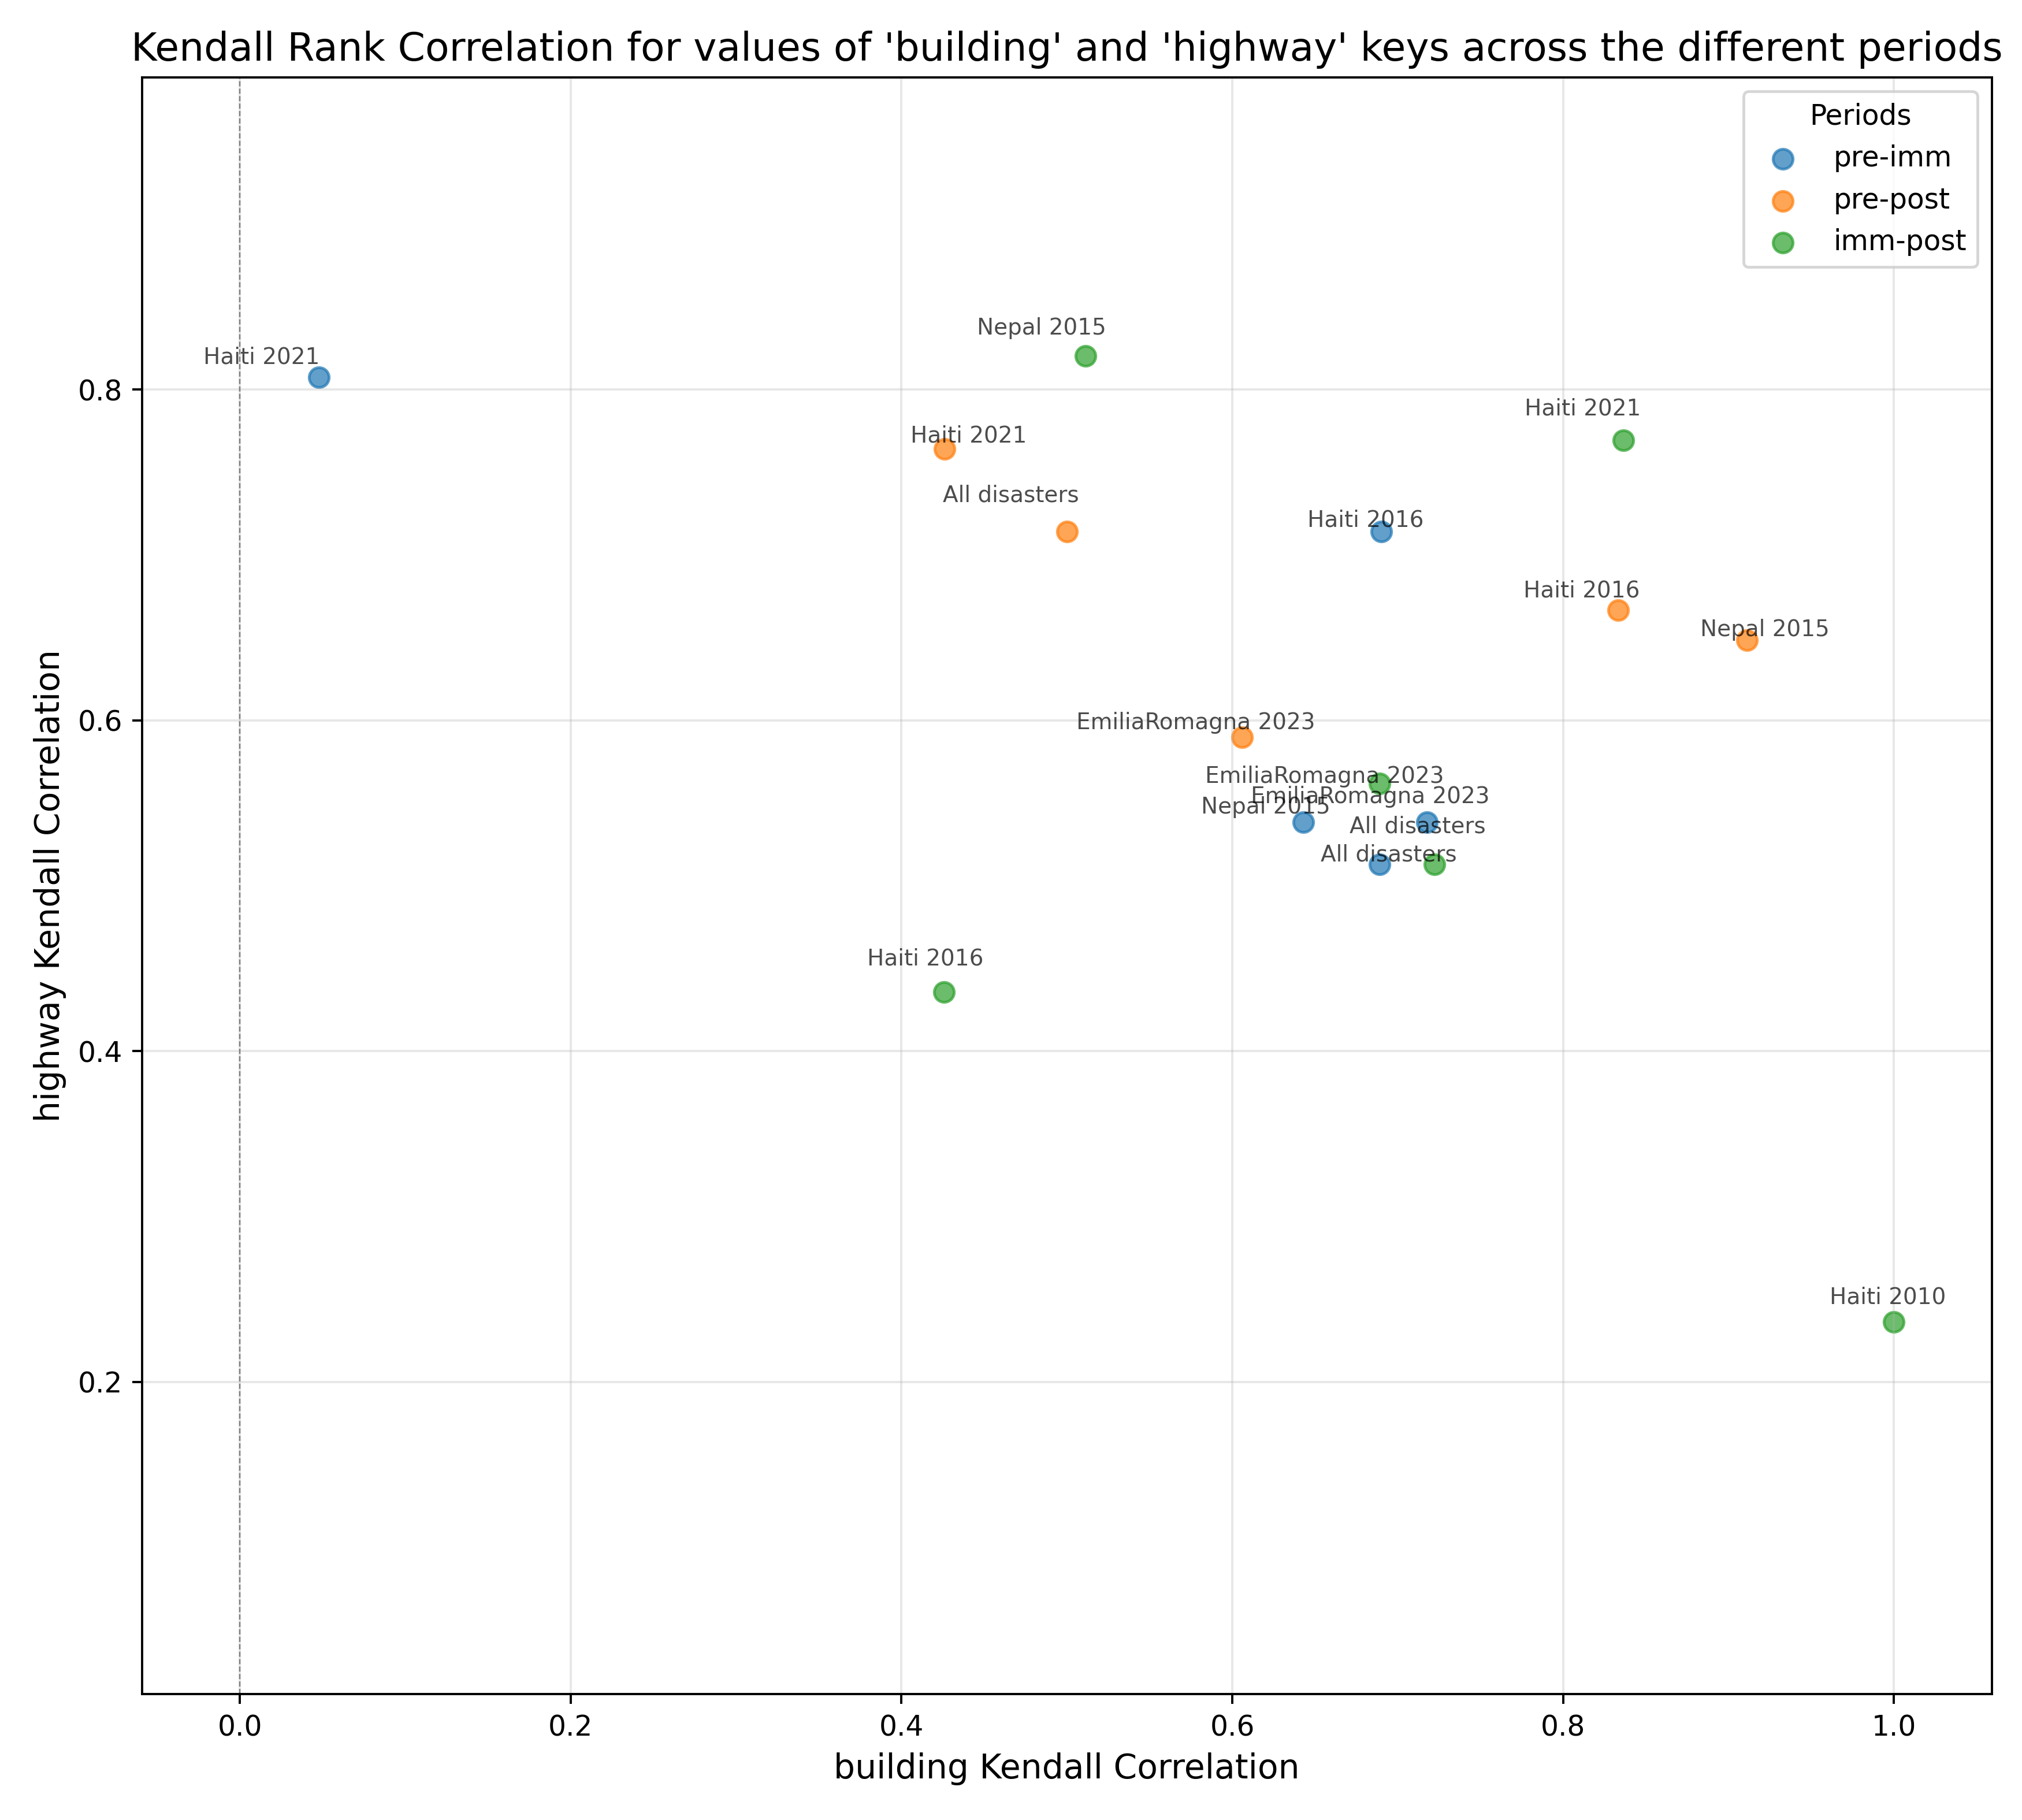 Kendall Rank Correlation for values of 'building' and 'highway' keys across the different periods
Periods
pre-imm
pre-post
imm-post
Nepal 2015
Haiti 2021
Haiti 2021
Haiti 2021
All disasters
Haiti 2016
Haiti 2016
Nepal 2015
EmiliaRomagna 2023
EmiliaRomagna 2023
EmiliaRomagna 2023
Nepal 2015
All disasters
All disasters
Haiti 2016
Haiti 2010
0.8
0.6
0.4
0.2
highway Kendall Correlation
0.0
0.2
0.4
0.6
0.8
1.0
building Kendall Correlation